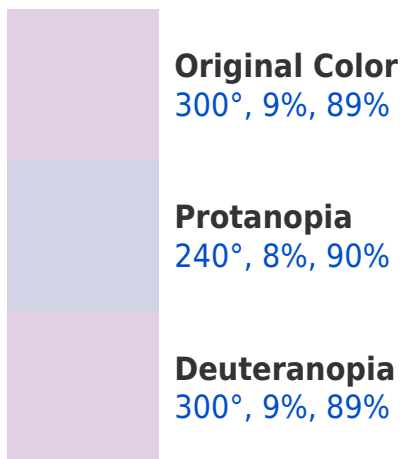 Original Color
300°, 9%, 89%
Protanopia
240°, 8%, 90%
Deuteranopia
300°, 9%, 89%